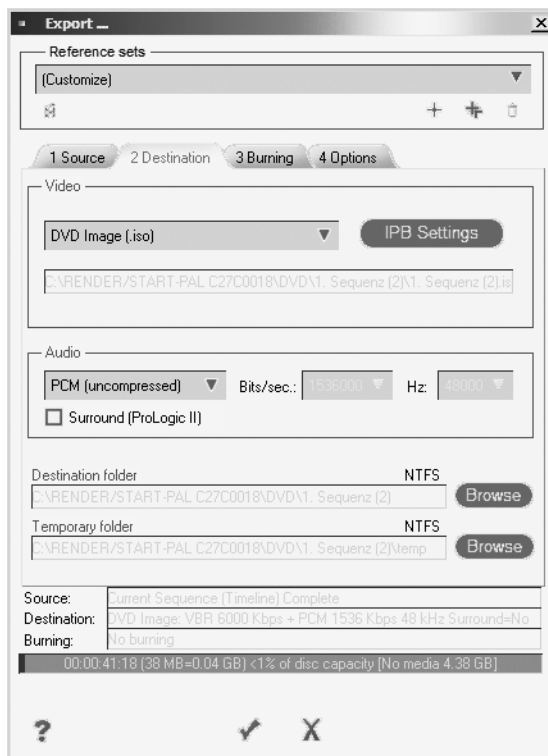 Export ...
Reference sets
(Customize)
1 Source
2 Destination
3 Burning
4 Options
Video
DVD Image (.iso)
IPB Settings
C:\RENDER/START-PAL C27C0018\DVD\1. Sequenz (2)\1. Sequenz (2).is
Audio
PCM (uncompressed)
Bits/sec.:
1536000
Hz:
48000
Surround (ProLogic II)
Destination folder
NTFS
C:\RENDER/START-PAL C27C0018\DVD\1. Sequenz (2)
Browse
Temporary folder
NTFS
C:\RENDER/START-PAL C27C0018\DVD\1. Sequenz (2)\temp
Browse
Source:
Current Sequence (Timeline) Complete
Destination:
DVD Image: VBR 6000 Kbps + PCM 1536 Kbps 48 kHz Surround=No
Burning:
No burning
00:00:41:18 (38 MB=0.04 GB) <1% of disc capacity [No media 4.38 GB]
?
X